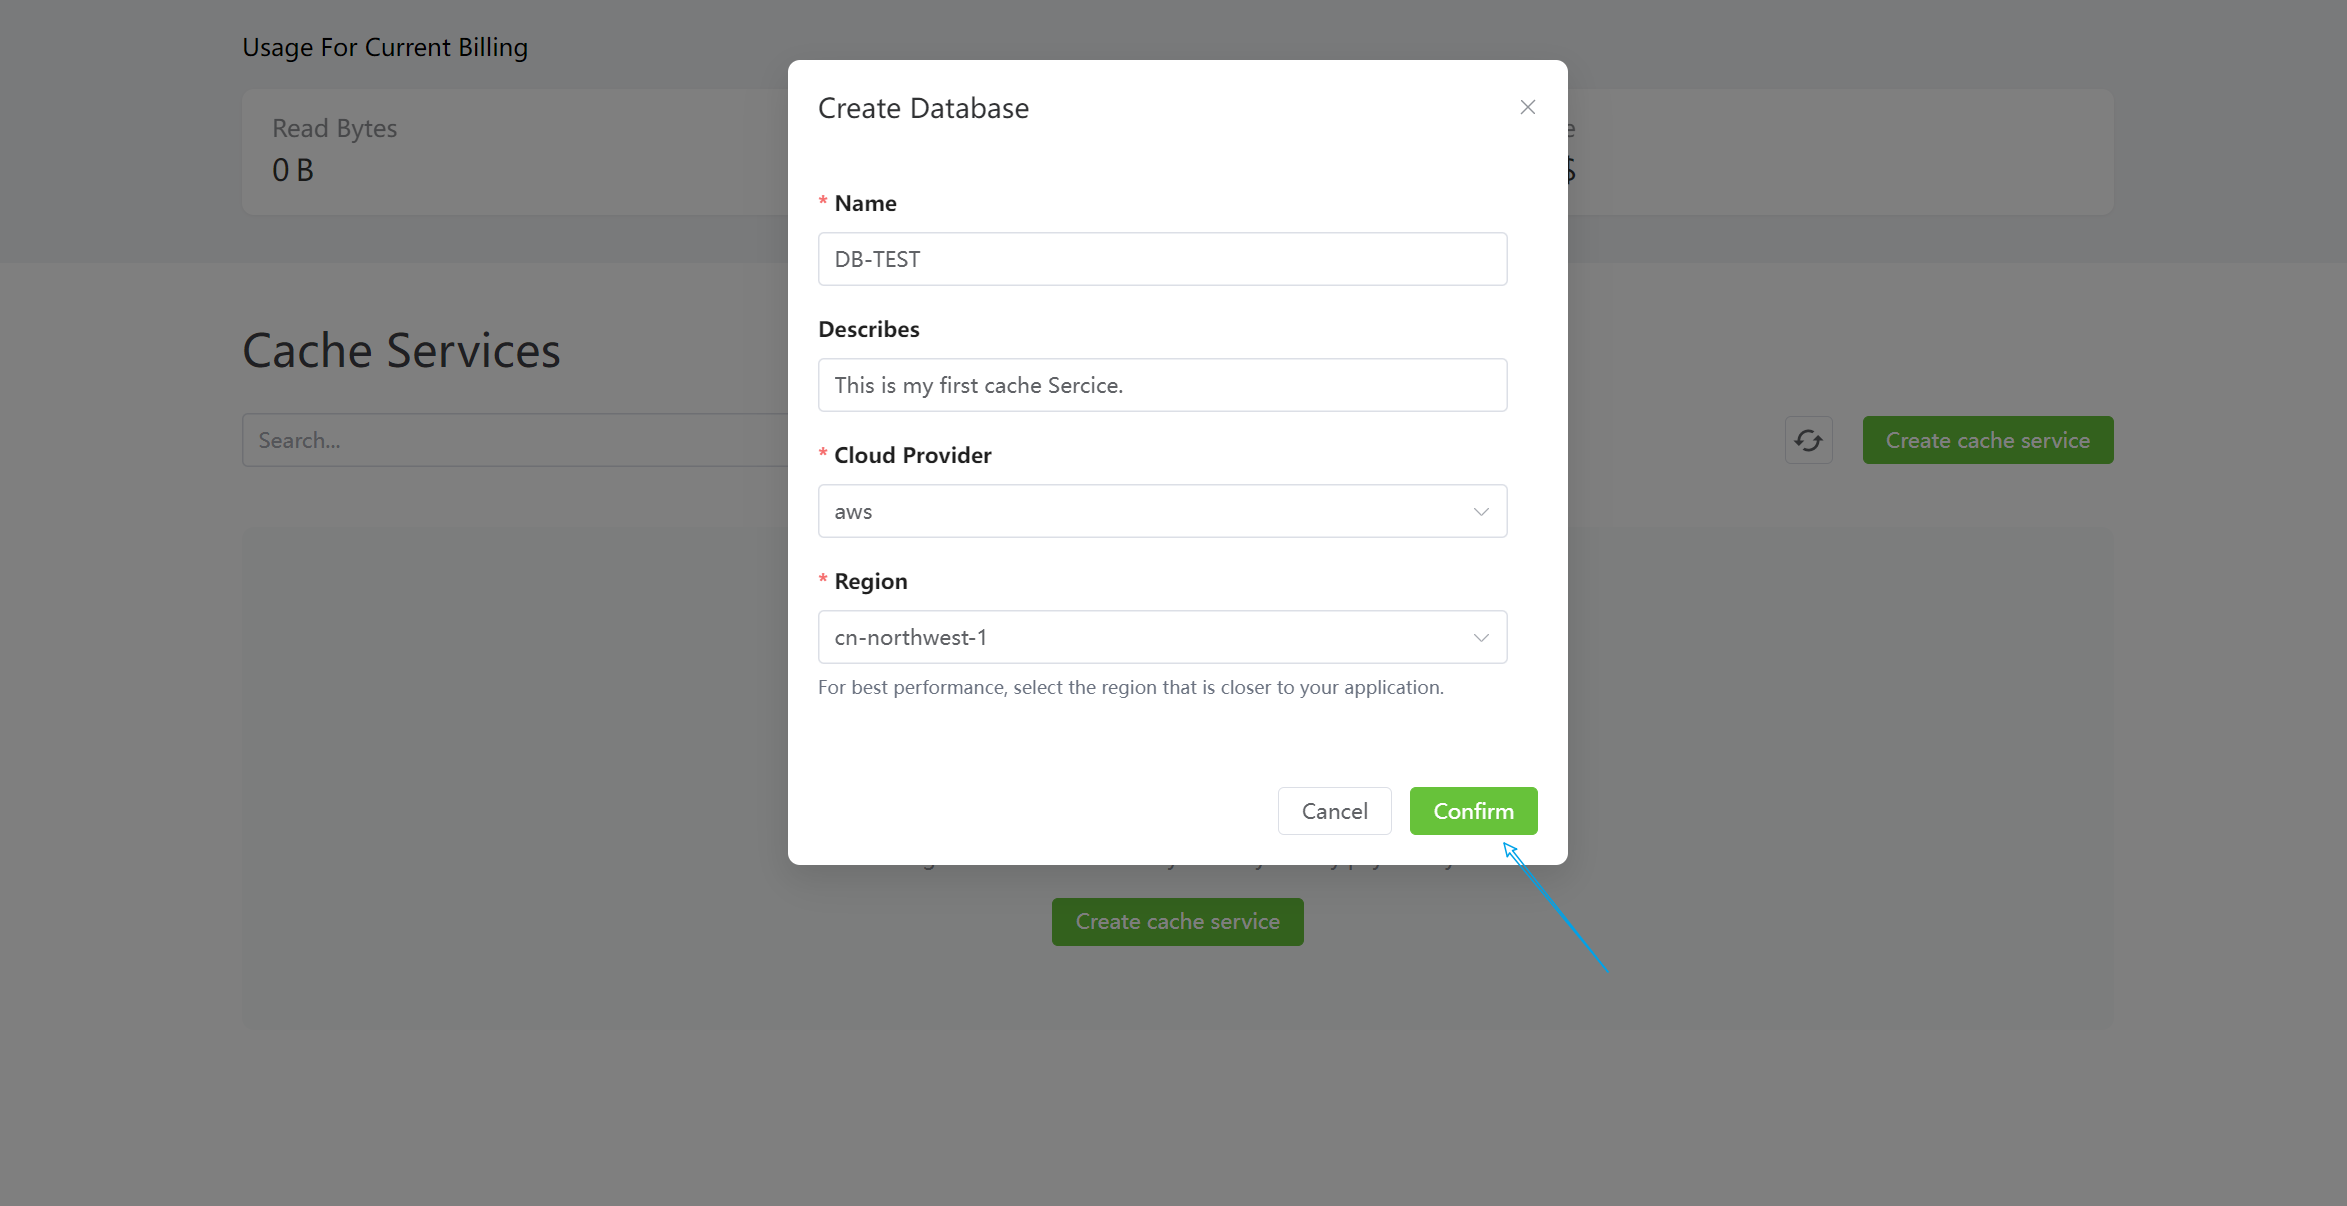 Usage For Current Billing
Read Bytes
0 B
Create Database
* Name
DB-TEST
Describes
This is my first cache Sercice.
* Cloud Provider
aws
* Region
cn-northwest-1
For best performance, select the region that is closer to your application.
Cancel
Confirm
$
Cache Services
Search...
Create cache service
Create cache service